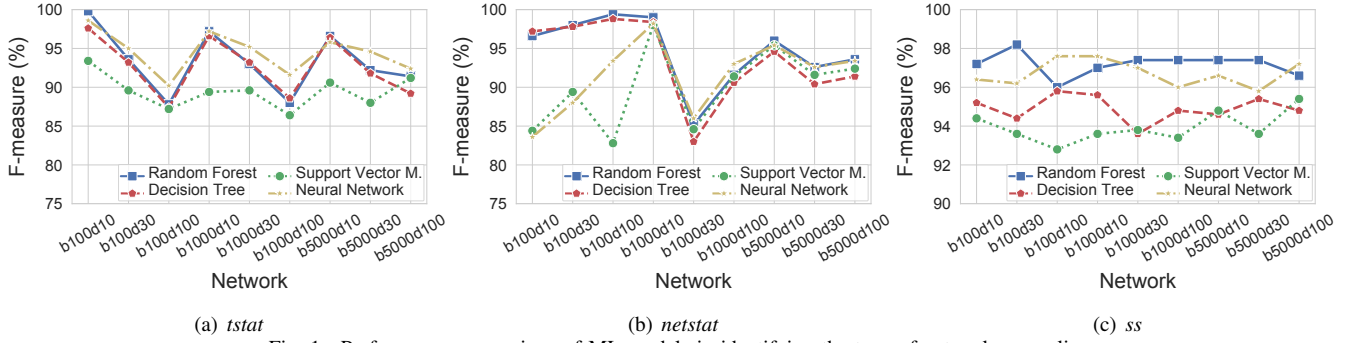 100
95
90
85
80
75
F-measure (%)
Random Forest
Decision Tree
Support Vector M.
Neural Network
b100d10
b100d30
b100d100
b1000d10
b1000d30
b1000d100
b5000d10
b5000d30
b5000d100
Network
(a) tstat
100
95
90
85
80
75
F-measure (%)
Random Forest
Decision Tree
Support Vector M.
Neural Network
b100d10
b100d30
b100d100
b1000d10
b1000d30
b1000d100
b5000d10
b5000d30
b5000d100
Network
(b) netstat
98
96
94
92
90
F-measure (%)
Random Forest
Decision Tree
Support Vector M.
Neural Network
b100d10
b100d30
b100d100
b1000d10
b1000d30
b1000d100
b5000d10
b5000d30
b5000d100
Network
(c) ss